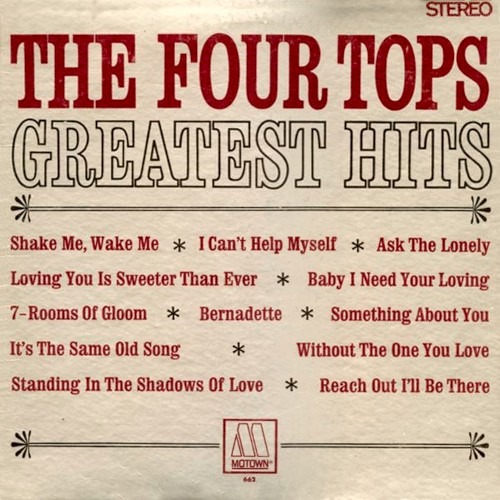 STEREO
THE FOUR TOPS
GREATEST HITS
Shake Me, Wake Me * I Can't Help Myself * Ask The Lonely
Loving You Is Sweeter Than Ever * Baby I Need Your Loving
7-Rooms Of Gloom * Bernadette * Something About You
It's The Same Old Song * Without The One You Love
Standing In The Shadows Of Love * Reach Out I'll Be There
M
MOTOWN®
662